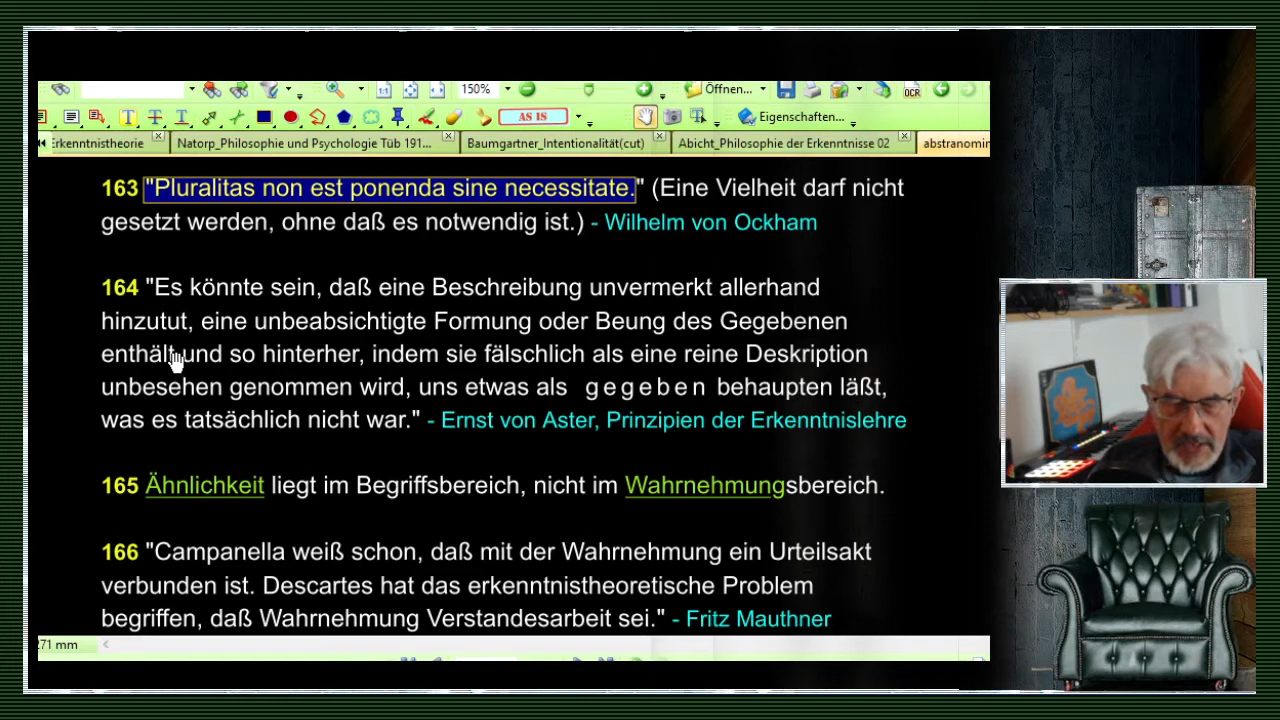 150%
Öffnen...
OCR
AS IS
Eigenschaften...
rkenntnistheorie
Natorp_Philosophie und Psychologie Tüb 191...
Baumgartner_Intentionalität(cut)
Abicht_Philosophie der Erkenntnisse 02
abstranomin
163 "Pluralitas non est ponenda sine necessitate." (Eine Vielheit darf nicht
gesetzt werden, ohne daß es notwendig ist.) - Wilhelm von Ockham
164 "Es könnte sein, daß eine Beschreibung unvermerkt allerhand
hinzutut, eine unbeabsichtigte Formung oder Beung des Gegebenen
enthält und so hinterher, indem sie fälschlich als eine reine Deskription
unbesehen genommen wird, uns etwas als g e g e b e n behaupten läßt,
was es tatsächlich nicht war." - Ernst von Aster, Prinzipien der Erkenntnislehre
165 Ähnlichkeit liegt im Begriffsbereich, nicht im Wahrnehmungsbereich.
166 "Campanella weiß schon, daß mit der Wahrnehmung ein Urteilsakt
verbunden ist. Descartes hat das erkenntnistheoretische Problem
begriffen, daß Wahrnehmung Verstandesarbeit sei." - Fritz Mauthner
271 mm